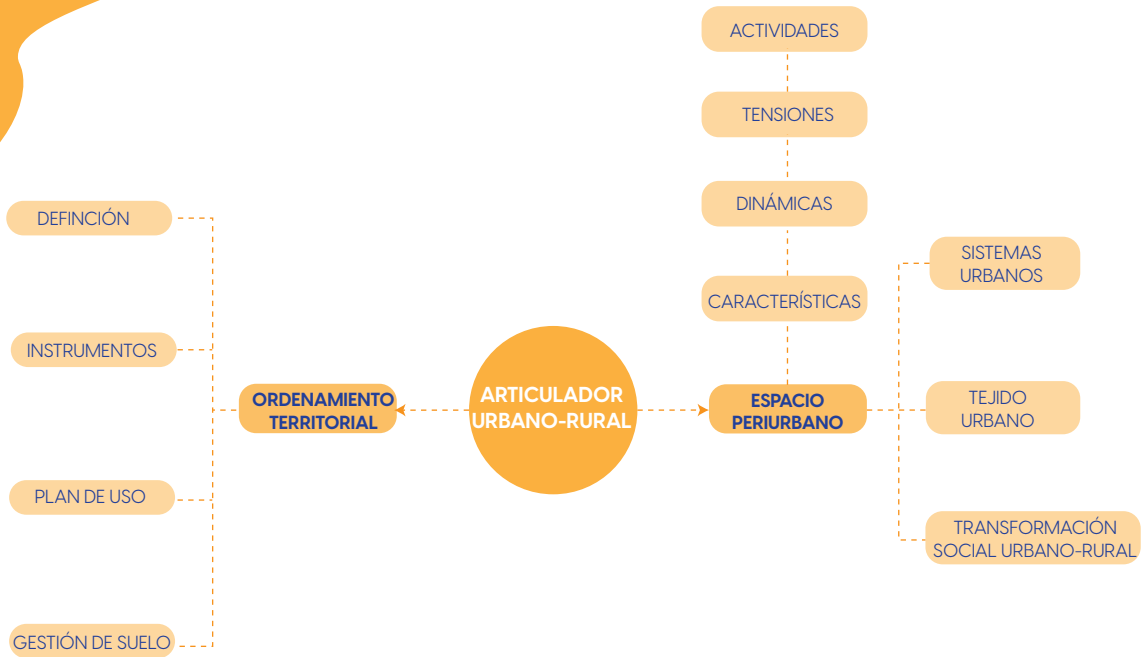 ACTIVIDADES
TENSIONES
DINÁMICAS
CARACTERÍSTICAS
DEFINCIÓN
INSTRUMENTOS
PLAN DE USO
GESTIÓN DE SUELO
ORDENAMIENTO
TERRITORIAL
ARTICULADOR
URBANO-RURAL
ESPACIO
PERIURBANO
SISTEMAS
URBANOS
TEJIDO
URBANO
TRANSFORMACIÓN
SOCIAL URBANO-RURAL